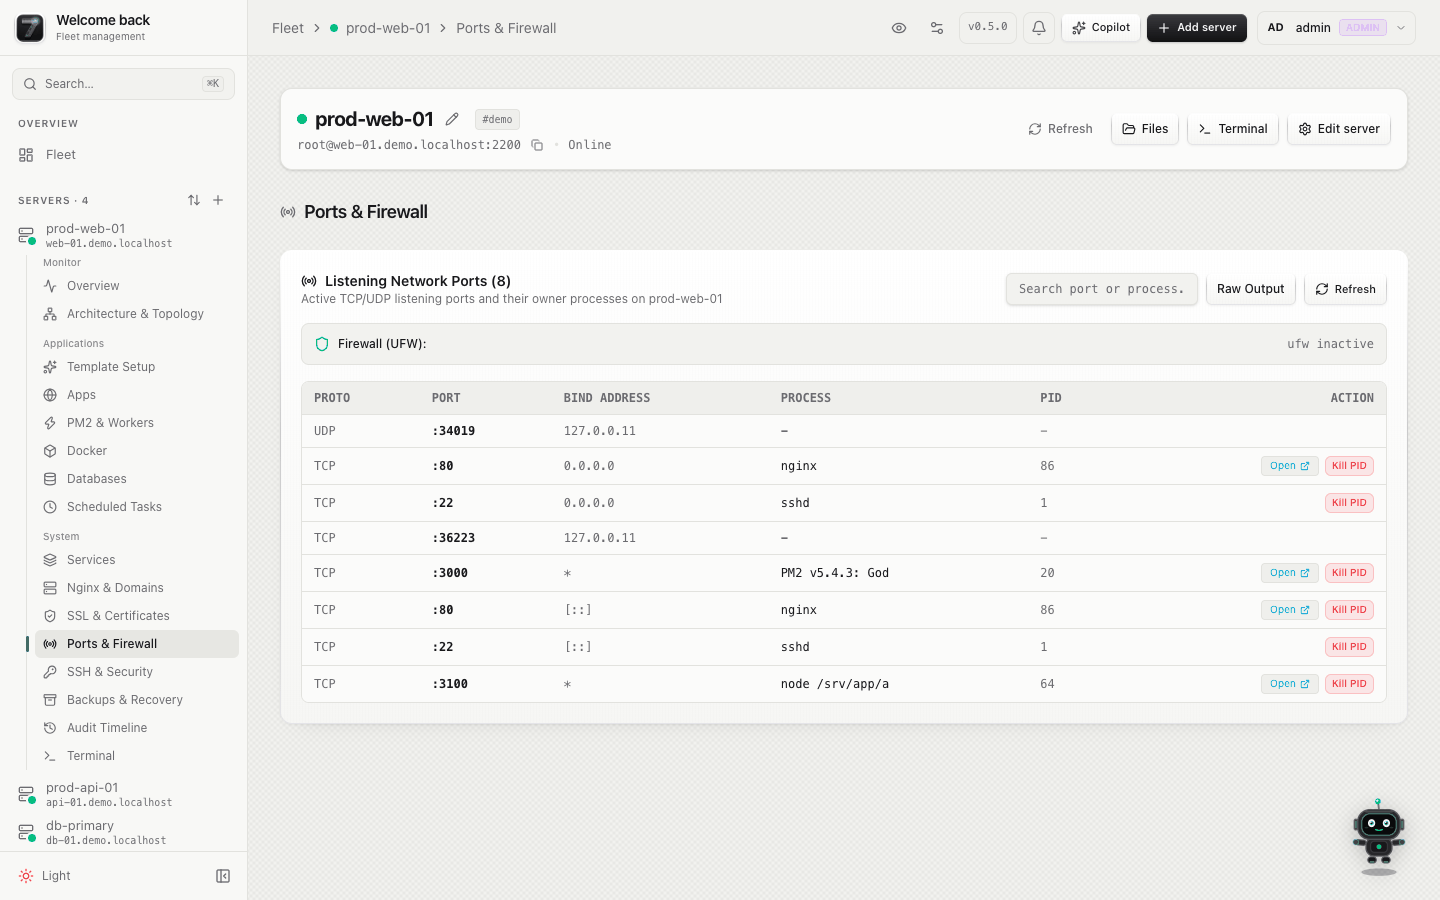 Welcome back
Fleet management
Search...
⌘K
OVERVIEW
Fleet
SERVERS · 4
prod-web-01
web-01.demo.localhost
Monitor
Overview
Architecture & Topology
Applications
Template Setup
Apps
PM2 & Workers
Docker
Databases
Scheduled Tasks
System
Services
Nginx & Domains
SSL & Certificates
Ports & Firewall
SSH & Security
Backups & Recovery
Audit Timeline
Terminal
prod-api-01
api-01.demo.localhost
db-primary
db-01.demo.localhost
Light
Fleet > prod-web-01 > Ports & Firewall
v0.5.0
Copilot
+ Add server
AD admin ADMIN
prod-web-01 #demo
root@web-01.demo.localhost:2200 • Online
Refresh Files Terminal Edit server
Ports & Firewall
Listening Network Ports (8)
Active TCP/UDP listening ports and their owner processes on prod-web-01
Search port or process.
Raw Output
Refresh
Firewall (UFW): ufw inactive
PROTO PORT BIND ADDRESS PROCESS PID ACTION
UDP :34019 127.0.0.11 — —
TCP :80 0.0.0.0 nginx 86 Open Kill PID
TCP :22 0.0.0.0 sshd 1 Kill PID
TCP :36223 127.0.0.11 — —
TCP :3000 * PM2 v5.4.3: God 20 Open Kill PID
TCP :80 [::] nginx 86 Open Kill PID
TCP :22 [::] sshd 1 Kill PID
TCP :3100 * node /srv/app/a 64 Open Kill PID